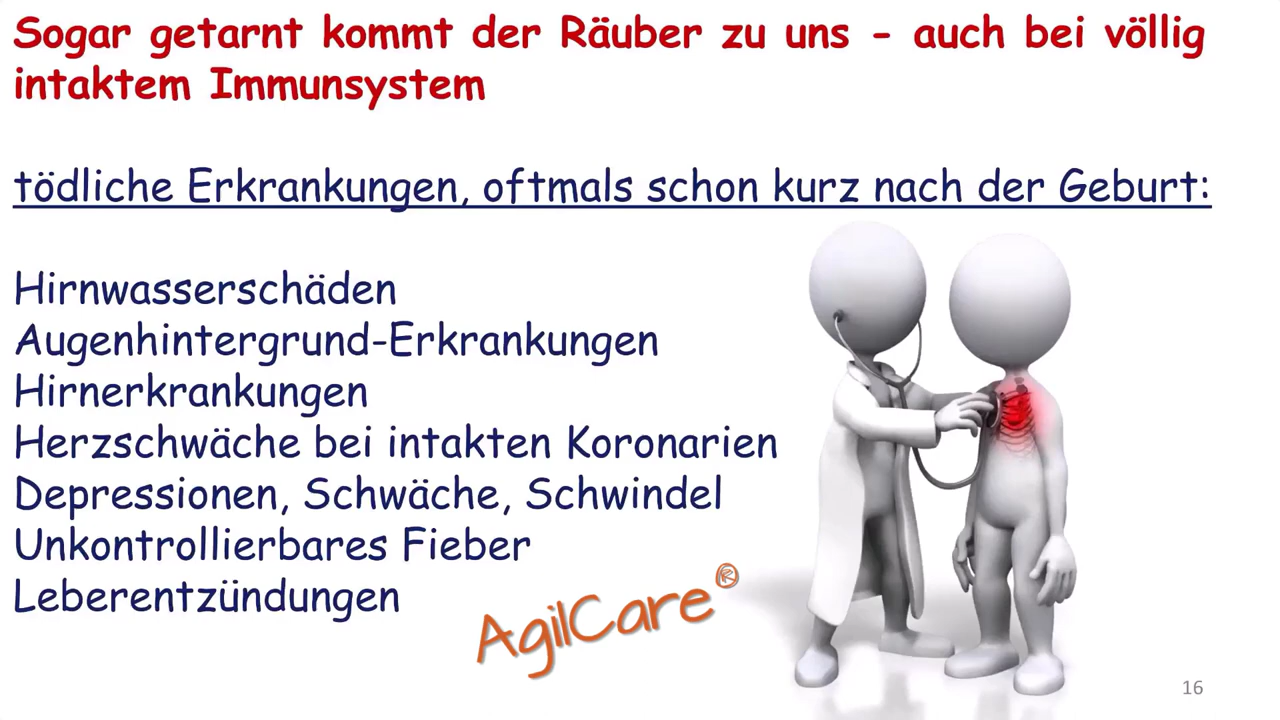 Sogar getarnt kommt der Räuber zu uns - auch bei völlig
intaktem Immunsystem
tödliche Erkrankungen, oftmals schon kurz nach der Geburt:
Hirnwasserschäden
Augenhintergrund-Erkrankungen
Hirnerkrankungen
Herzschwäche bei intakten Koronarien
Depressionen, Schwäche, Schwindel
Unkontrollierbares Fieber
Leberentzündungen
AgilCare®
16